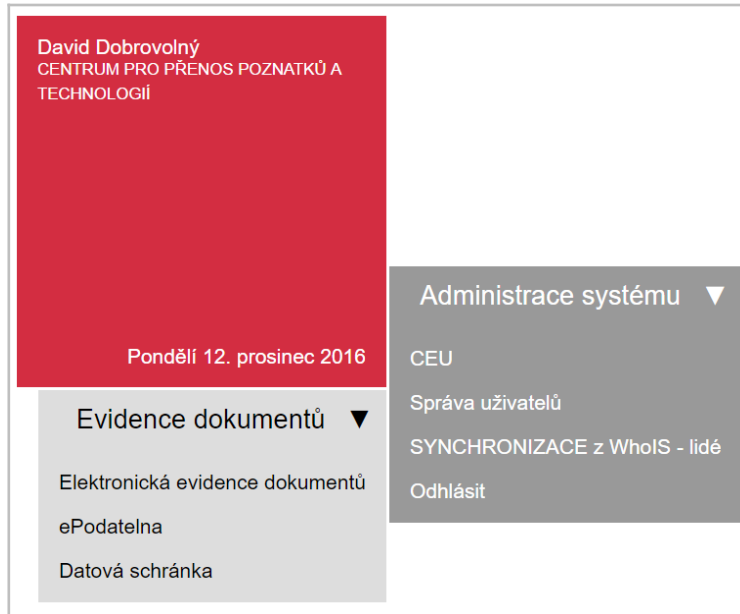 David Dobrovolný
CENTRUM PRO PŘENOS POZNATKŮ A
TECHNOLOGIÍ
Pondělí 12. prosinec 2016
Evidence dokumentů ▼
Elektronická evidence dokumentů
ePodatelna
Datová schránka
Administrace systému ▼
CEU
Správa uživatelů
SYNCHRONIZACE z WhoIS - lidé
Odhlásit